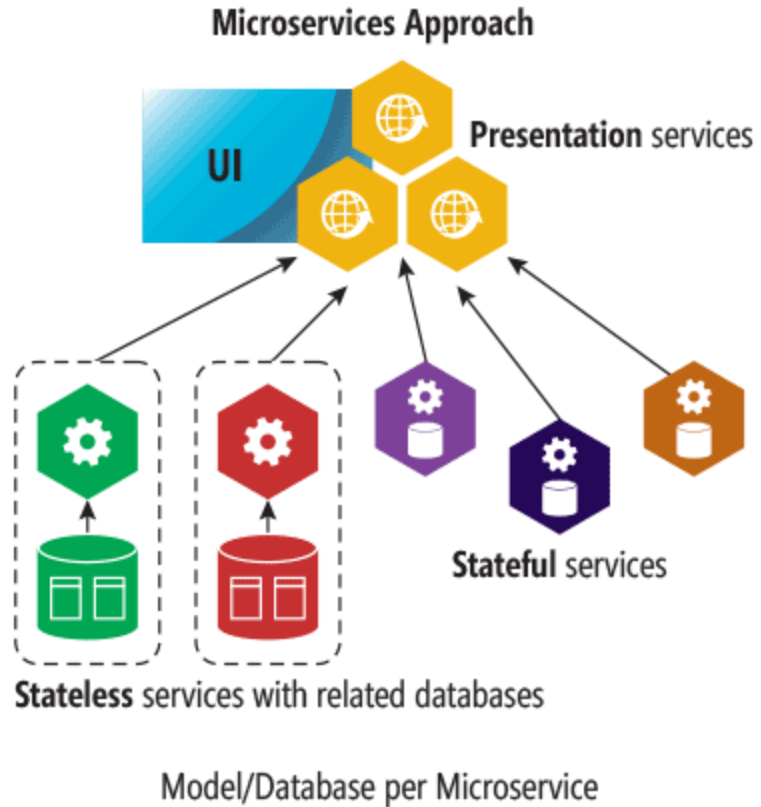 Microservices Approach
UI
Presentation services
Stateful services
Stateless services with related databases
Model/Database per Microservice